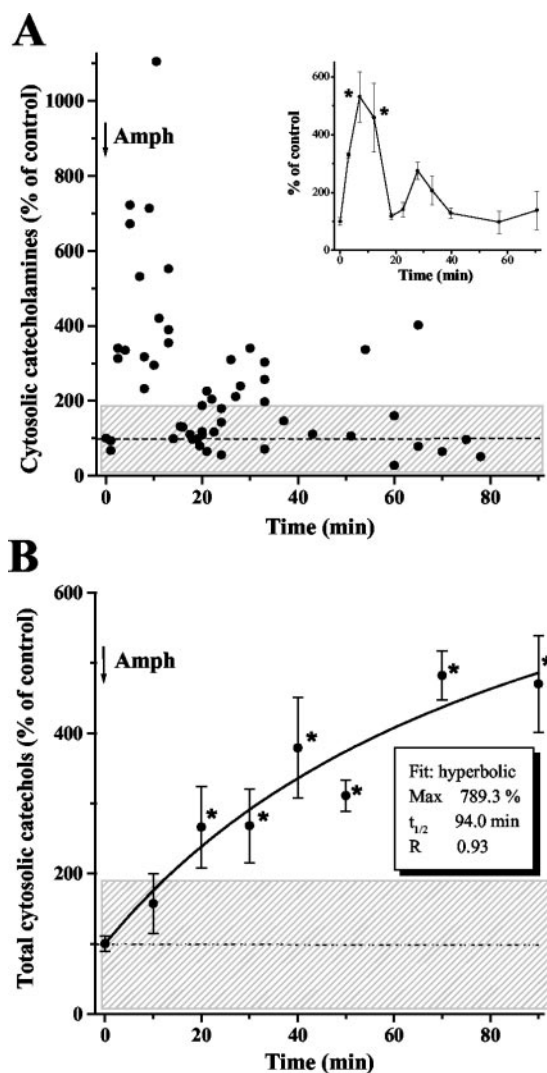 A
Cytosolic catecholamines (% of control)
1000
800
600
400
200
0
Amph
0
20
40
60
80
Time (min)
% of control
600
400
200
0
*
*
0
20
40
60
Time (min)
B
Total cytosolic catechols (% of control)
600
400
200
0
Amph
*
*
*
*
*
*
Fit: hyperbolic
Max 789.3 %
t1/2 94.0 min
R 0.93
0
20
40
60
80
Time (min)